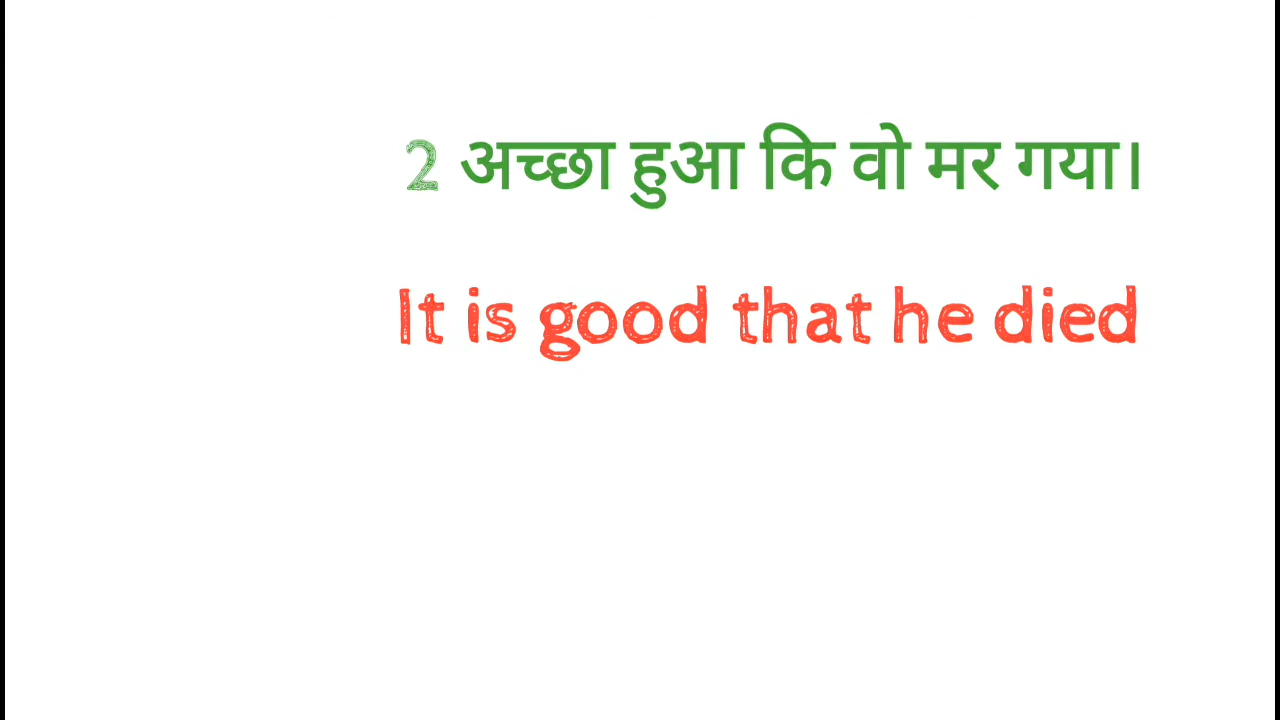 2 अच्छा हुआ कि वो मर गया।
It is good that he died